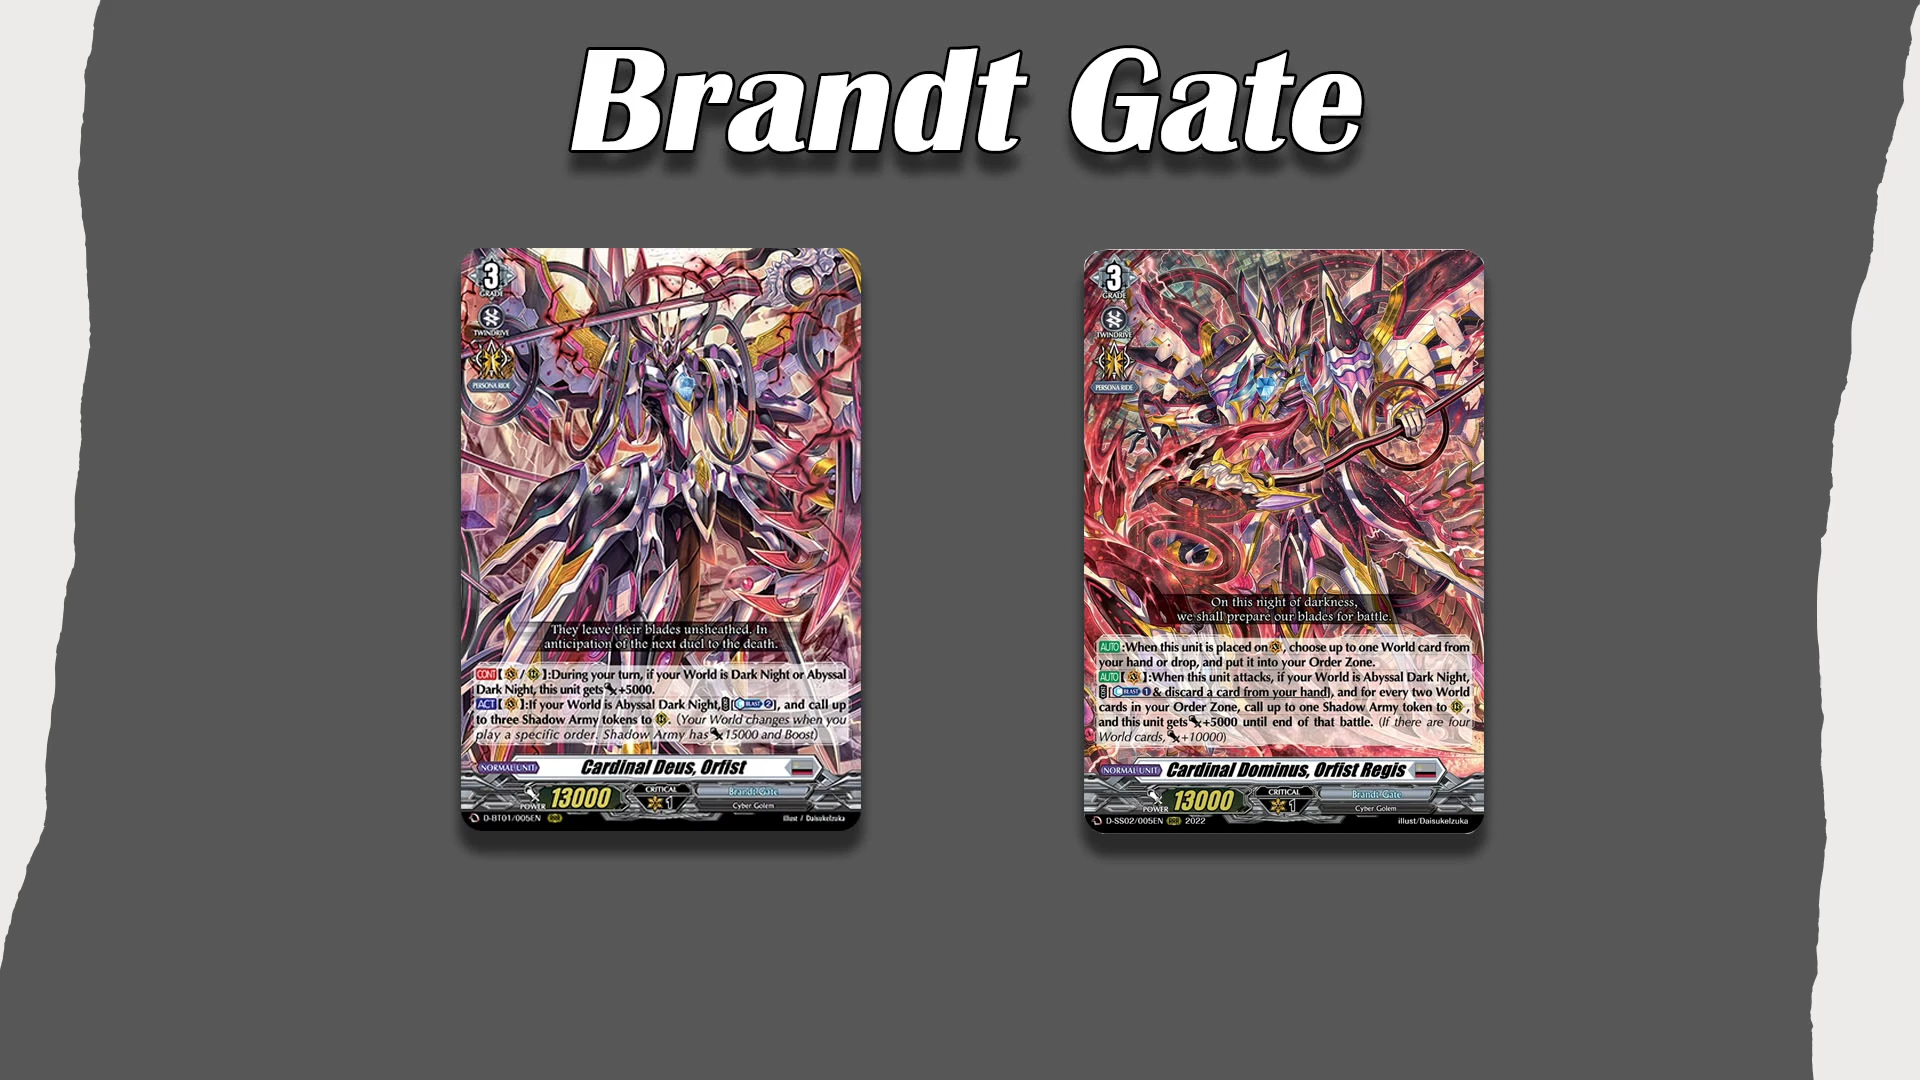 Brandt Gate
3
GRADE
TWINDRIVE
PERSONA RIDE
They leave their blades unsheathed. In
anticipation of the next duel to the death.
CONT【 / 】:During your turn, if your World is Dark Night or Abyssal
Dark Night, this unit gets +5000.
ACT【 】:If your World is Abyssal Dark Night, [ BLAST 2], and call up
to three Shadow Army tokens to . (Your World changes when you
play a specific order. Shadow Army has 15000 and Boost)
NORMAL UNIT
Cardinal Deus, Orfist
POWER 13000
CRITICAL
1
Brandt Gate
Cyber Golem
D-BT01/005EN RRR
illust / DaisukeIzuka
3
GRADE
TWINDRIVE
PERSONA RIDE
On this night of darkness,
we shall prepare our blades for battle.
AUTO:When this unit is placed on , choose up to one World card from
your hand or drop, and put it into your Order Zone.
AUTO【 】:When this unit attacks, if your World is Abyssal Dark Night,
[ BLAST 1 & discard a card from your hand], and for every two World
cards in your Order Zone, call up to one Shadow Army token to ,
and this unit gets +5000 until end of that battle. (If there are four
World cards, +10000)
NORMAL UNIT
Cardinal Dominus, Orfist Regis
POWER 13000
CRITICAL
1
Brandt Gate
Cyber Golem
D-SS02/005EN RRR 2022
illust/DaisukeIzuka